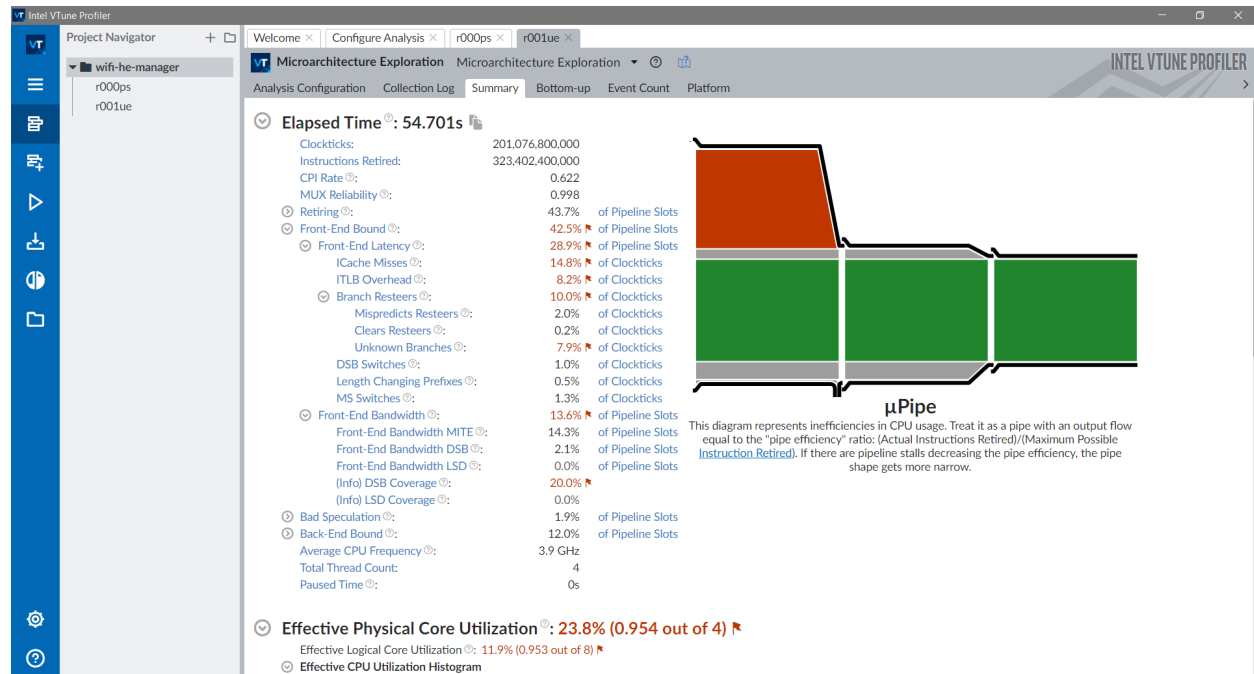 Intel VTune Profiler
Project Navigator
wifi-he-manager
r000ps
r001ue
Welcome
Configure Analysis
r000ps
r001ue
Microarchitecture Exploration Microarchitecture Exploration
INTEL VTUNE PROFILER
Analysis Configuration Collection Log Summary Bottom-up Event Count Platform
Elapsed Time: 54.701s
Clockticks: 201,076,800,000
Instructions Retired: 323,402,400,000
CPI Rate: 0.622
MUX Reliability: 0.998
Retiring: 43.7% of Pipeline Slots
Front-End Bound: 42.5% of Pipeline Slots
Front-End Latency: 28.9% of Pipeline Slots
ICache Misses: 14.8% of Clockticks
ITLB Overhead: 8.2% of Clockticks
Branch Resteers: 10.0% of Clockticks
Mispredicts Resteers: 2.0% of Clockticks
Clears Resteers: 0.2% of Clockticks
Unknown Branches: 7.9% of Clockticks
DSB Switches: 1.0% of Clockticks
Length Changing Prefixes: 0.5% of Clockticks
MS Switches: 1.3% of Clockticks
Front-End Bandwidth: 13.6% of Pipeline Slots
Front-End Bandwidth MITE: 14.3% of Pipeline Slots
Front-End Bandwidth DSB: 2.1% of Pipeline Slots
Front-End Bandwidth LSD: 0.0% of Pipeline Slots
(Info) DSB Coverage: 20.0%
(Info) LSD Coverage: 0.0%
Bad Speculation: 1.9% of Pipeline Slots
Back-End Bound: 12.0% of Pipeline Slots
Average CPU Frequency: 3.9 GHz
Total Thread Count: 4
Paused Time: 0s
µPipe
This diagram represents inefficiencies in CPU usage. Treat it as a pipe with an output flow
equal to the "pipe efficiency" ratio: (Actual Instructions Retired)/(Maximum Possible
Instruction Retired). If there are pipeline stalls decreasing the pipe efficiency, the pipe
shape gets more narrow.
Effective Physical Core Utilization: 23.8% (0.954 out of 4)
Effective Logical Core Utilization: 11.9% (0.953 out of 8)
Effective CPU Utilization Histogram